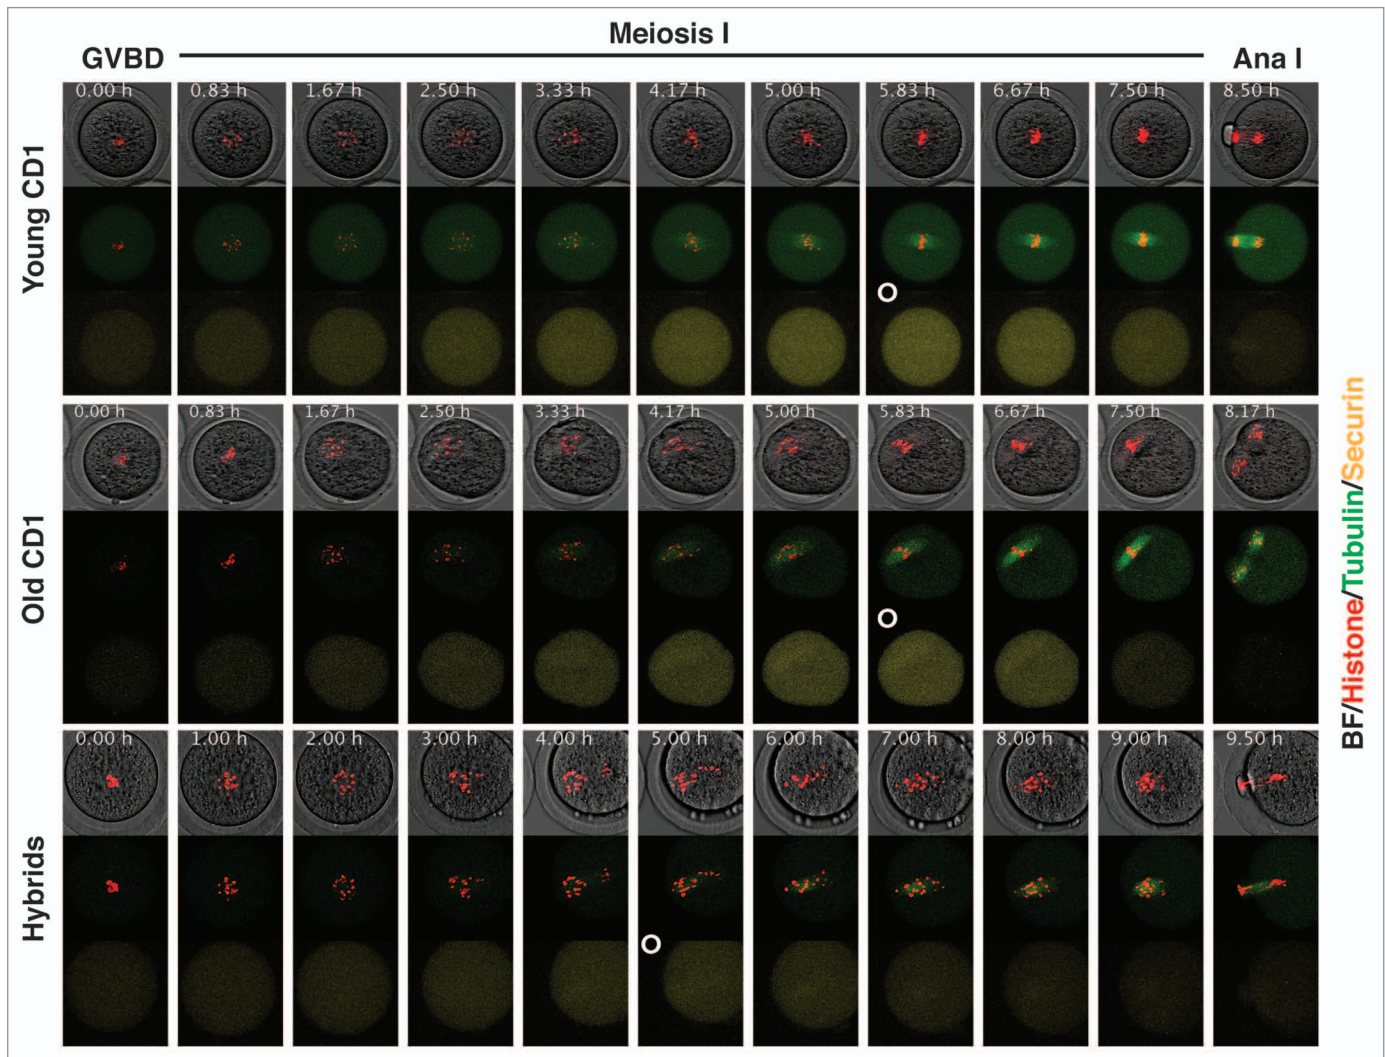 Meiosis I
GVBD
Ana I
Young CD1
0.00 h
0.83 h
1.67 h
2.50 h
3.33 h
4.17 h
5.00 h
5.83 h
6.67 h
7.50 h
8.50 h
Old CD1
0.00 h
0.83 h
1.67 h
2.50 h
3.33 h
4.17 h
5.00 h
5.83 h
6.67 h
7.50 h
8.17 h
Hybrids
0.00 h
1.00 h
2.00 h
3.00 h
4.00 h
5.00 h
6.00 h
7.00 h
8.00 h
9.00 h
9.50 h
BF/Histone/Tubulin/Securin